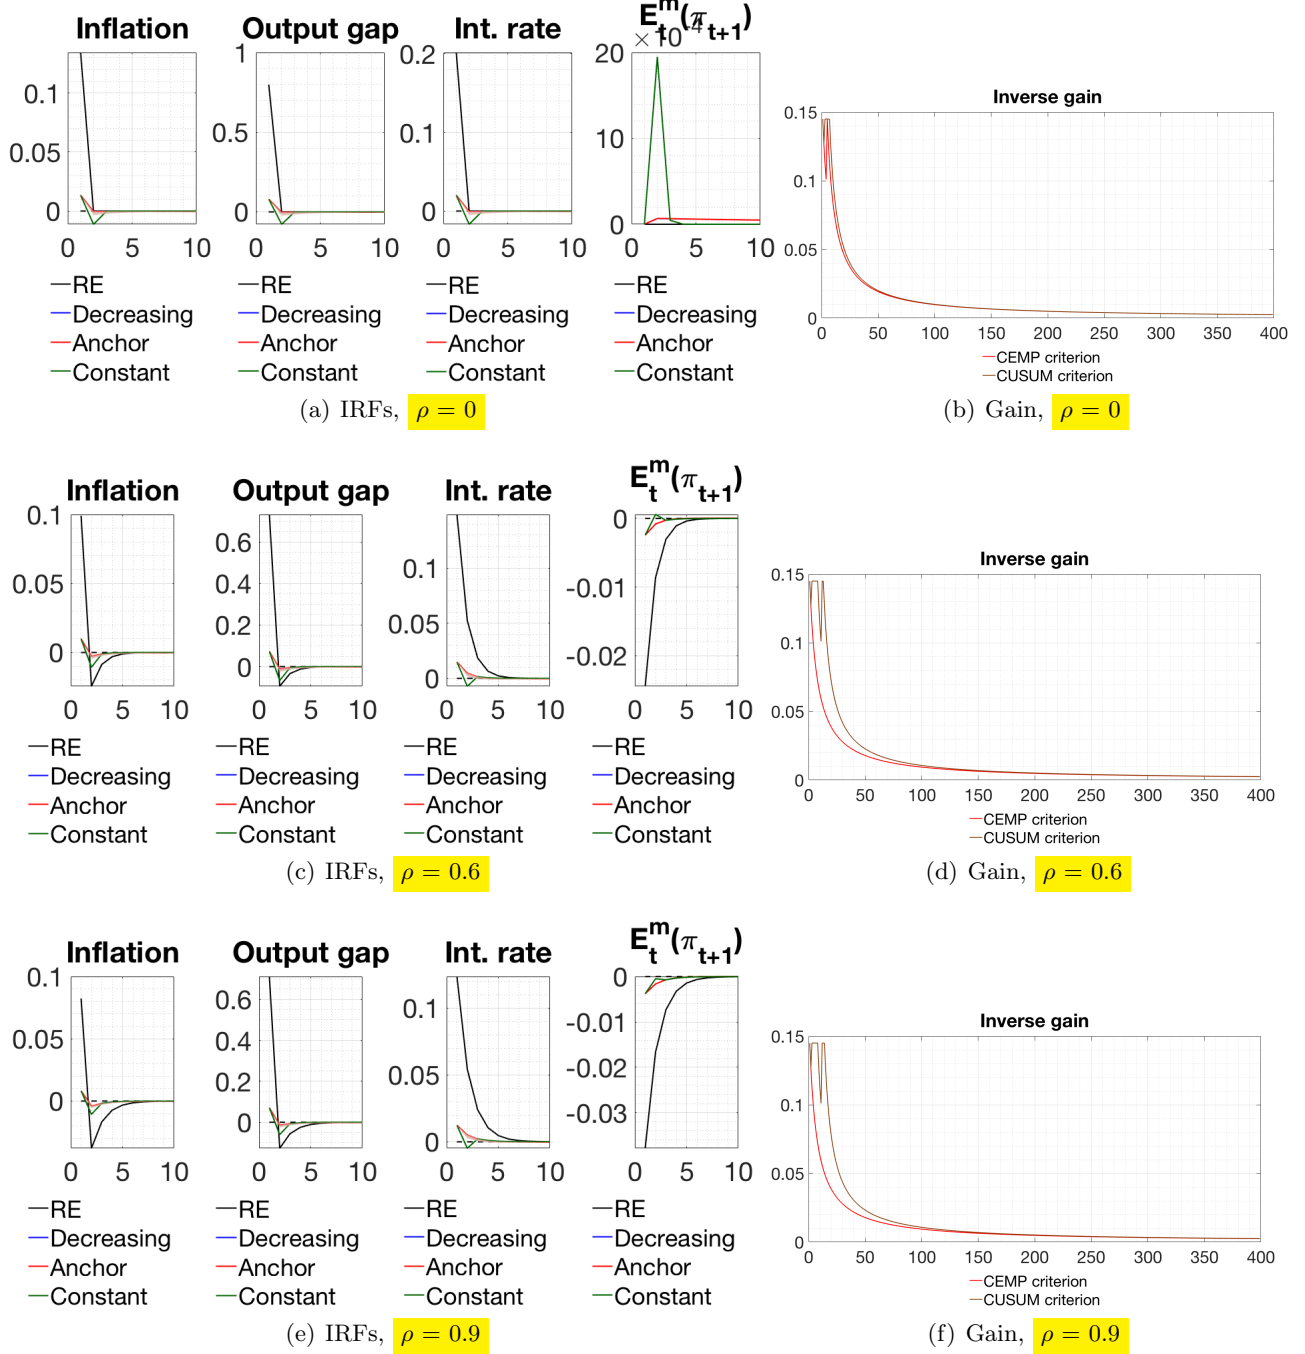 Inflation
Output gap
Int. rate
E_t^m(π_{t+1})
× 10^{-4}
0.1
0.05
0
0 5 10
1
0.5
0
0 5 10
0.2
0.1
0
0 5 10
20
10
0
0 5 10
RE RE RE RE
Decreasing Decreasing Decreasing Decreasing
Anchor Anchor Anchor Anchor
Constant Constant Constant Constant
(a) IRFs, ρ = 0
Inverse gain
0.15
0.1
0.05
0
0 50 100 150 200 250 300 350 400
CEMP criterion
CUSUM criterion
(b) Gain, ρ = 0
Inflation
Output gap
Int. rate
E_t^m(π_{t+1})
0.1
0.05
0
0 5 10
0.6
0.4
0.2
0
0 5 10
0.1
0.05
0
0 5 10
0
-0.01
-0.02
0 5 10
RE RE RE RE
Decreasing Decreasing Decreasing Decreasing
Anchor Anchor Anchor Anchor
Constant Constant Constant Constant
(c) IRFs, ρ = 0.6
Inverse gain
0.15
0.1
0.05
0
0 50 100 150 200 250 300 350 400
CEMP criterion
CUSUM criterion
(d) Gain, ρ = 0.6
Inflation
Output gap
Int. rate
E_t^m(π_{t+1})
0.1
0.05
0
0 5 10
0.6
0.4
0.2
0
0 5 10
0.1
0.05
0
0 5 10
0
-0.01
-0.02
-0.03
0 5 10
RE RE RE RE
Decreasing Decreasing Decreasing Decreasing
Anchor Anchor Anchor Anchor
Constant Constant Constant Constant
(e) IRFs, ρ = 0.9
Inverse gain
0.15
0.1
0.05
0
0 50 100 150 200 250 300 350 400
CEMP criterion
CUSUM criterion
(f) Gain, ρ = 0.9